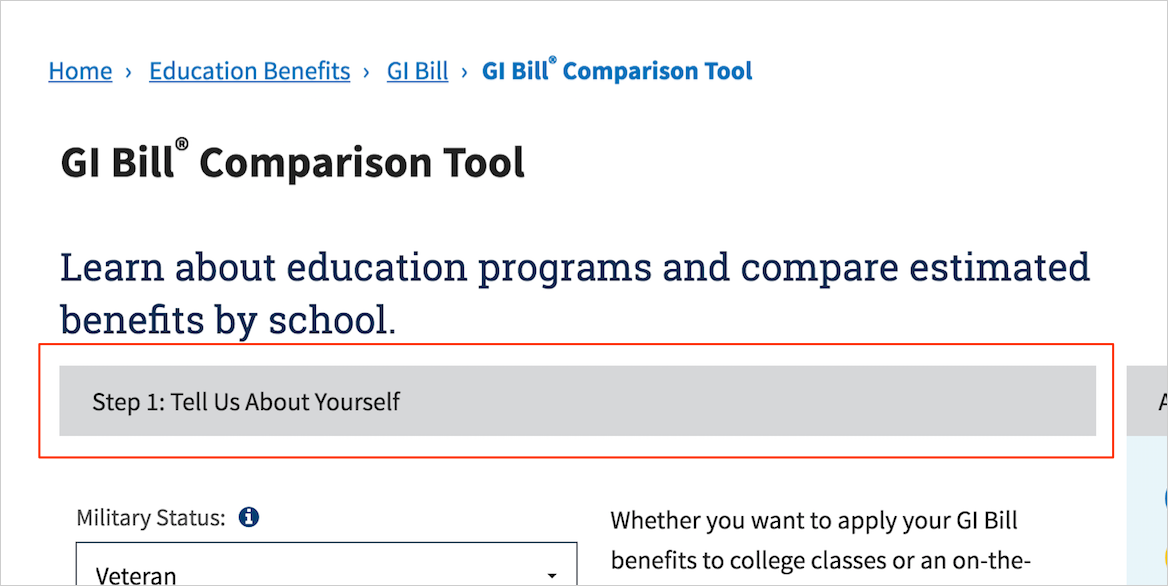 Home › Education Benefits › GI Bill › GI Bill® Comparison Tool
GI Bill® Comparison Tool
Learn about education programs and compare estimated
benefits by school.
Step 1: Tell Us About Yourself
Military Status:
Veteran
Whether you want to apply your GI Bill
benefits to college classes or an on-the-